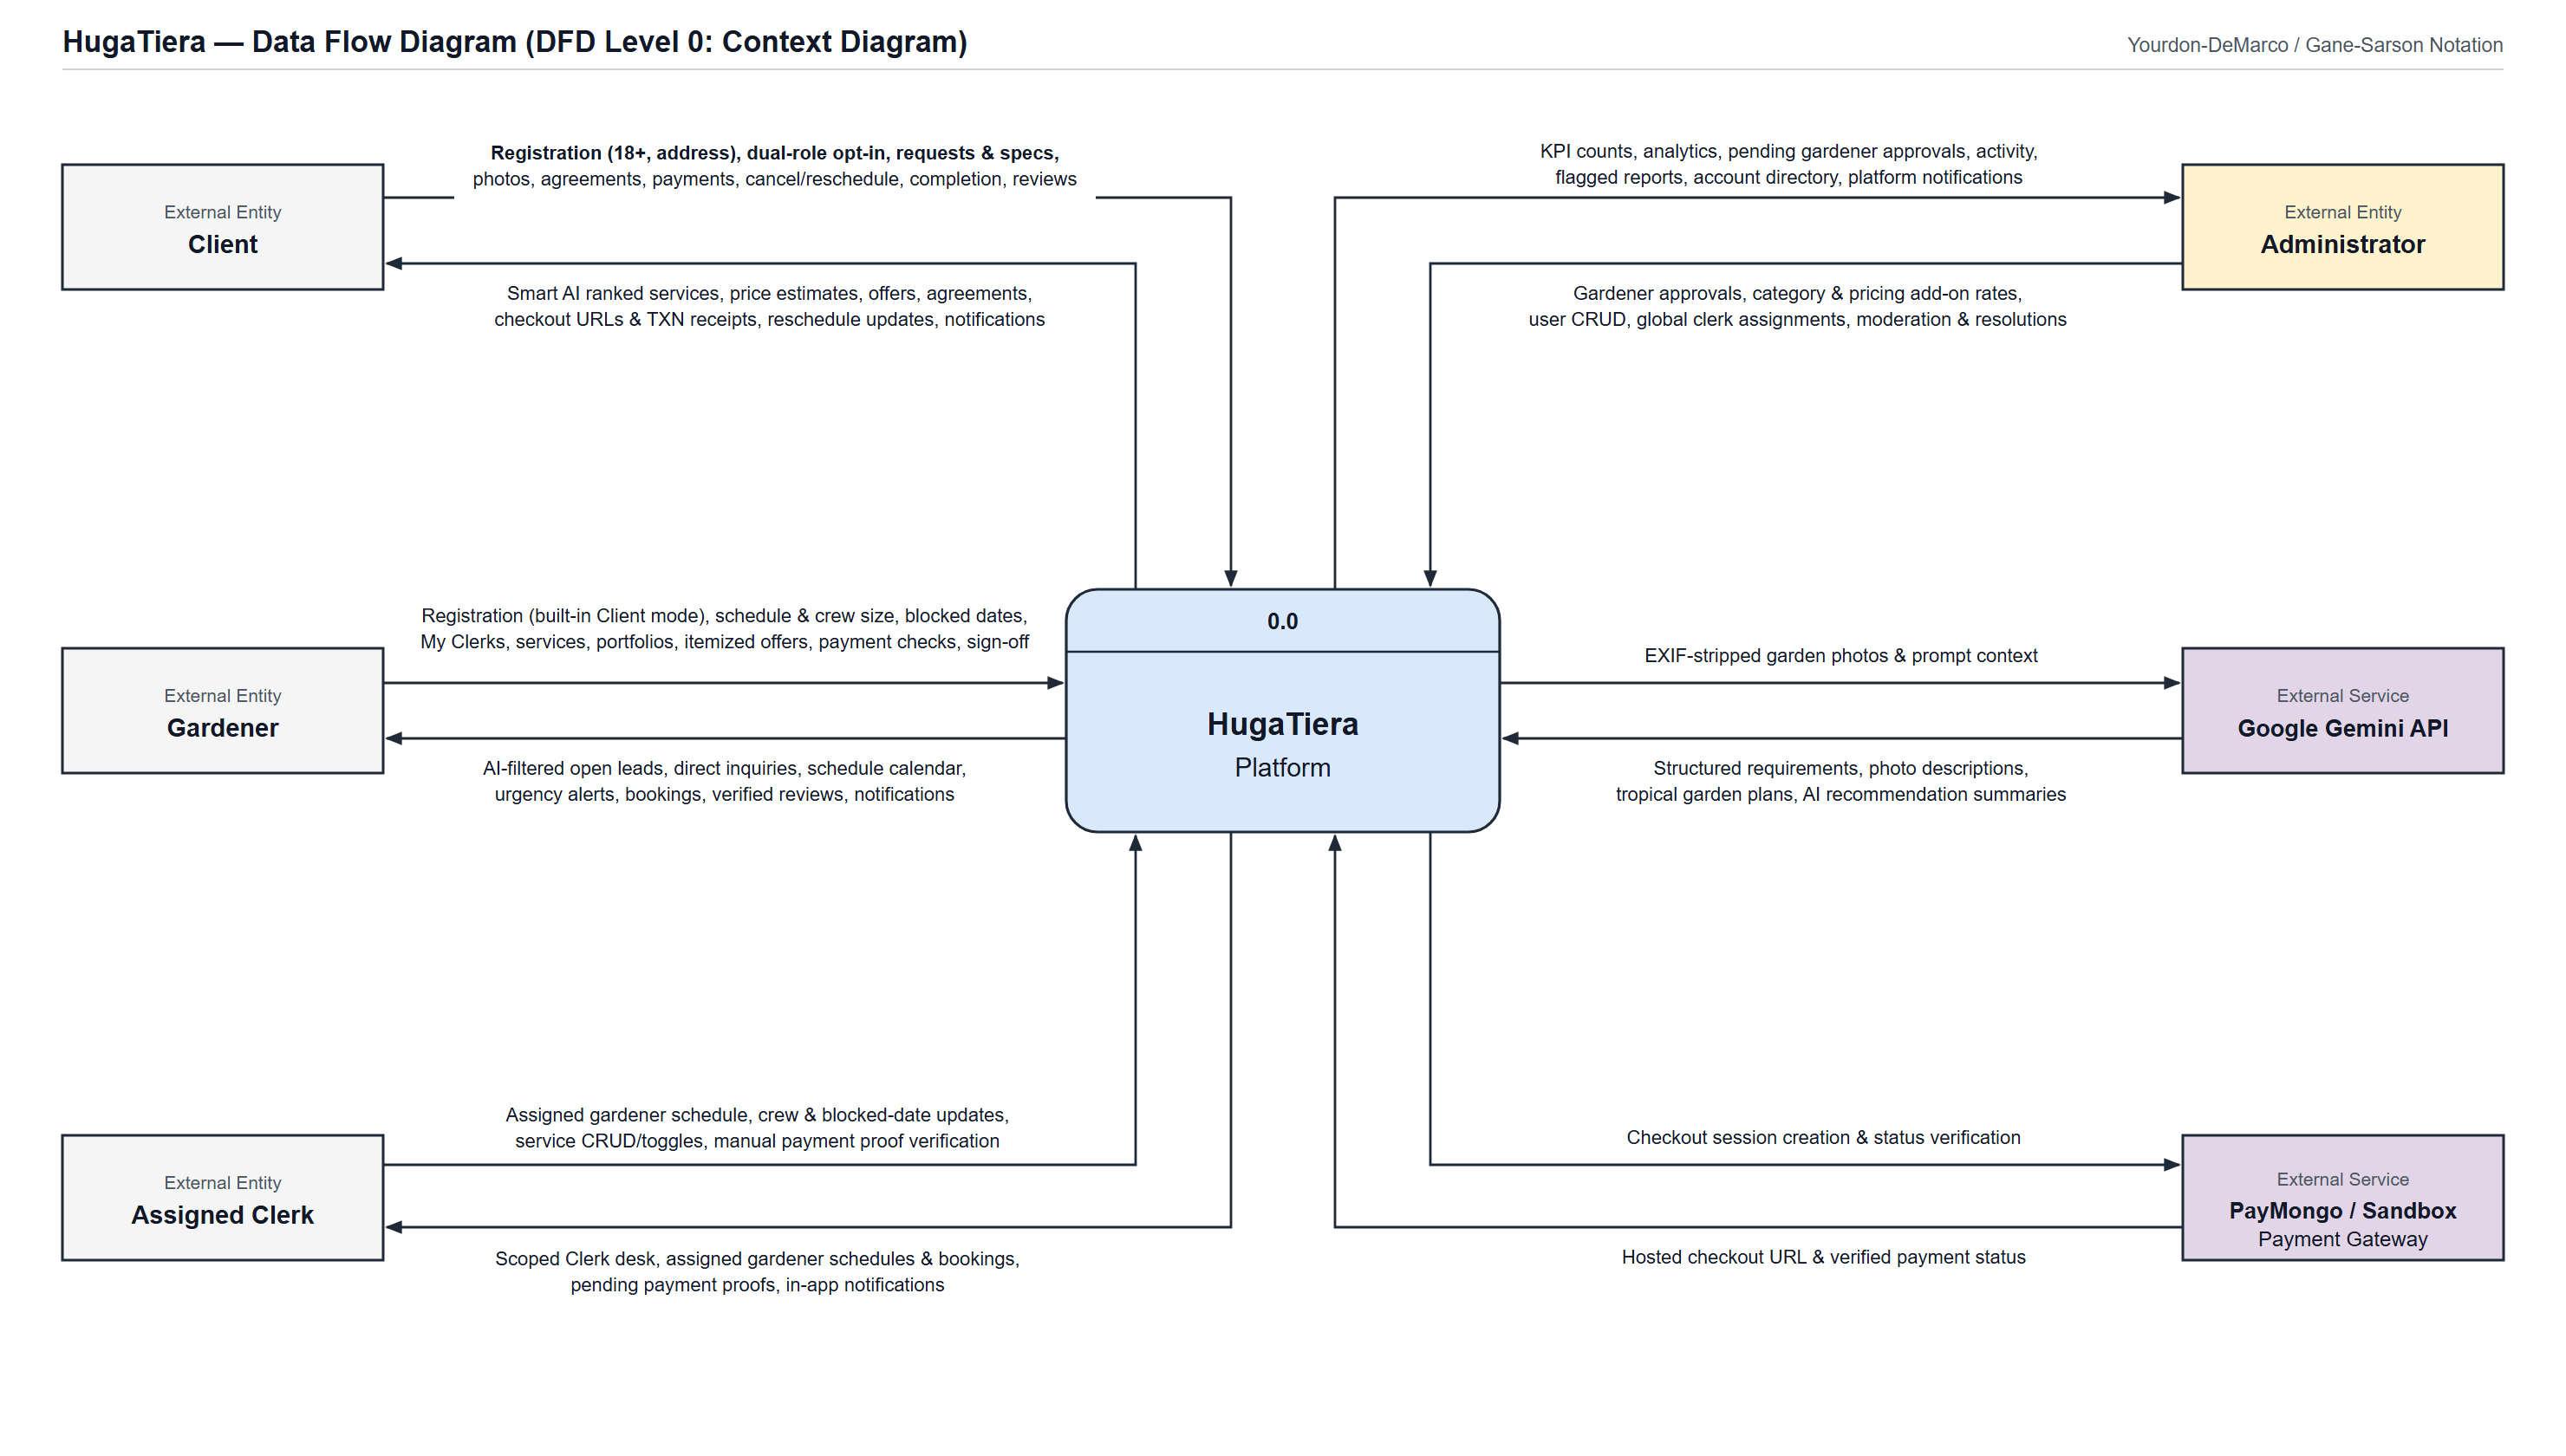 HugaTiera — Data Flow Diagram (DFD Level 0: Context Diagram)
Yourdon-DeMarco / Gane-Sarson Notation
External Entity
Client
Registration (18+, address), dual-role opt-in, requests & specs,
photos, agreements, payments, cancel/reschedule, completion, reviews
Smart AI ranked services, price estimates, offers, agreements,
checkout URLs & TXN receipts, reschedule updates, notifications
KPI counts, analytics, pending gardener approvals, activity,
flagged reports, account directory, platform notifications
Gardener approvals, category & pricing add-on rates,
user CRUD, global clerk assignments, moderation & resolutions
External Entity
Administrator
External Entity
Gardener
Registration (built-in Client mode), schedule & crew size, blocked dates,
My Clerks, services, portfolios, itemized offers, payment checks, sign-off
AI-filtered open leads, direct inquiries, schedule calendar,
urgency alerts, bookings, verified reviews, notifications
0.0
HugaTiera
Platform
EXIF-stripped garden photos & prompt context
Structured requirements, photo descriptions,
tropical garden plans, AI recommendation summaries
External Service
Google Gemini API
External Entity
Assigned Clerk
Assigned gardener schedule, crew & blocked-date updates,
service CRUD/toggles, manual payment proof verification
Scoped Clerk desk, assigned gardener schedules & bookings,
pending payment proofs, in-app notifications
Checkout session creation & status verification
Hosted checkout URL & verified payment status
External Service
PayMongo / Sandbox
Payment Gateway